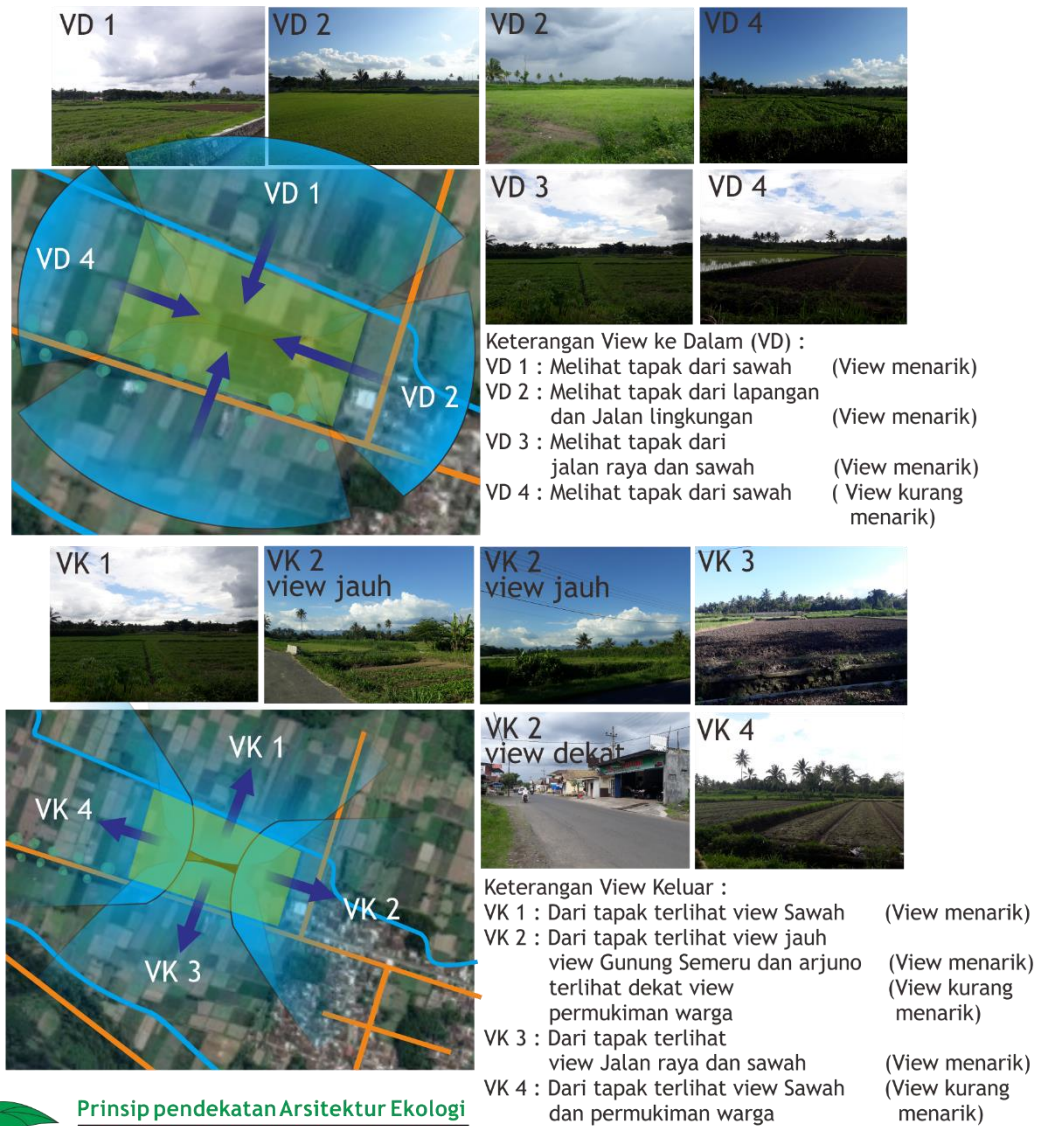 VD 1
VD 2
VD 2
VD 4
VD 3
VD 4
VD 1
VD 4
VD 2
Keterangan View ke Dalam (VD) :
VD 1 : Melihat tapak dari sawah (View menarik)
VD 2 : Melihat tapak dari lapangan
dan Jalan lingkungan (View menarik)
VD 3 : Melihat tapak dari
jalan raya dan sawah (View menarik)
VD 4 : Melihat tapak dari sawah ( View kurang
menarik)
VK 1
VK 2
view jauh
VK 2
view jauh
VK 3
VK 2
view dekat
VK 4
VK 1
VK 4
VK 2
VK 3
Keterangan View Keluar :
VK 1 : Dari tapak terlihat view Sawah (View menarik)
VK 2 : Dari tapak terlihat view jauh
view Gunung Semeru dan arjuno (View menarik)
terlihat dekat view (View kurang
permukiman warga menarik)
VK 3 : Dari tapak terlihat
view Jalan raya dan sawah (View menarik)
VK 4 : Dari tapak terlihat view Sawah (View kurang
dan permukiman warga menarik)
Prinsip pendekatan Arsitektur Ekologi